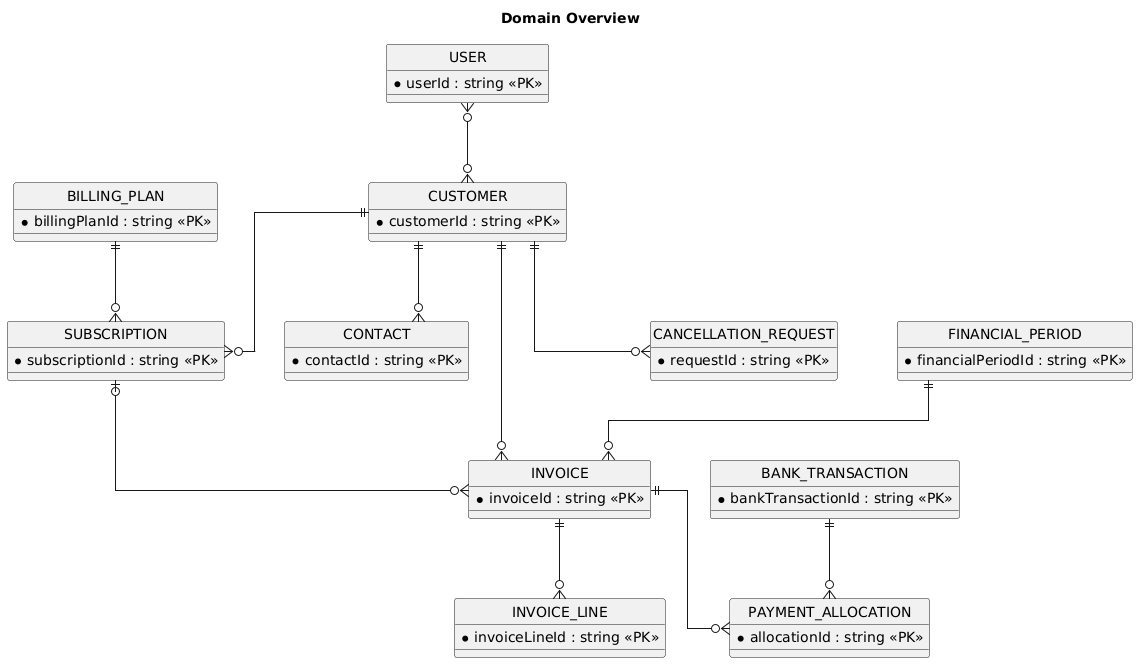 Domain Overview
USER
userId : string «PK»
BILLING_PLAN
billingPlanId : string «PK»
CUSTOMER
customerId : string «PK»
SUBSCRIPTION
subscriptionId : string «PK»
CONTACT
contactId : string «PK»
CANCELLATION_REQUEST
requestId : string «PK»
FINANCIAL_PERIOD
financialPeriodId : string «PK»
INVOICE
invoiceId : string «PK»
BANK_TRANSACTION
bankTransactionId : string «PK»
INVOICE_LINE
invoiceLineId : string «PK»
PAYMENT_ALLOCATION
allocationId : string «PK»